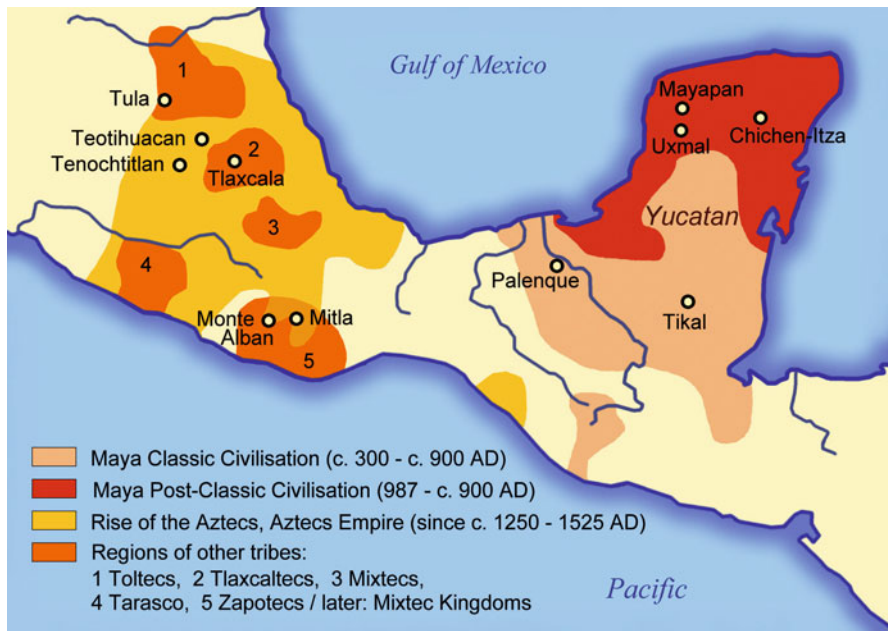 Gulf of Mexico
1
Tula
Teotihuacan
Tenochtitlan
2
Tlaxcala
3
4
Monte
Alban
Mitla
5
Mayapan
Uxmal
Chichen-Itza
Yucatan
Palenque
Tikal
Maya Classic Civilisation (c. 300 - c. 900 AD)
Maya Post-Classic Civilisation (987 - c. 900 AD)
Rise of the Aztecs, Aztecs Empire (since c. 1250 - 1525 AD)
Regions of other tribes:
1 Toltecs, 2 Tlaxcaltecs, 3 Mixtecs,
4 Tarasco, 5 Zapotecs / later: Mixtec Kingdoms
Pacific